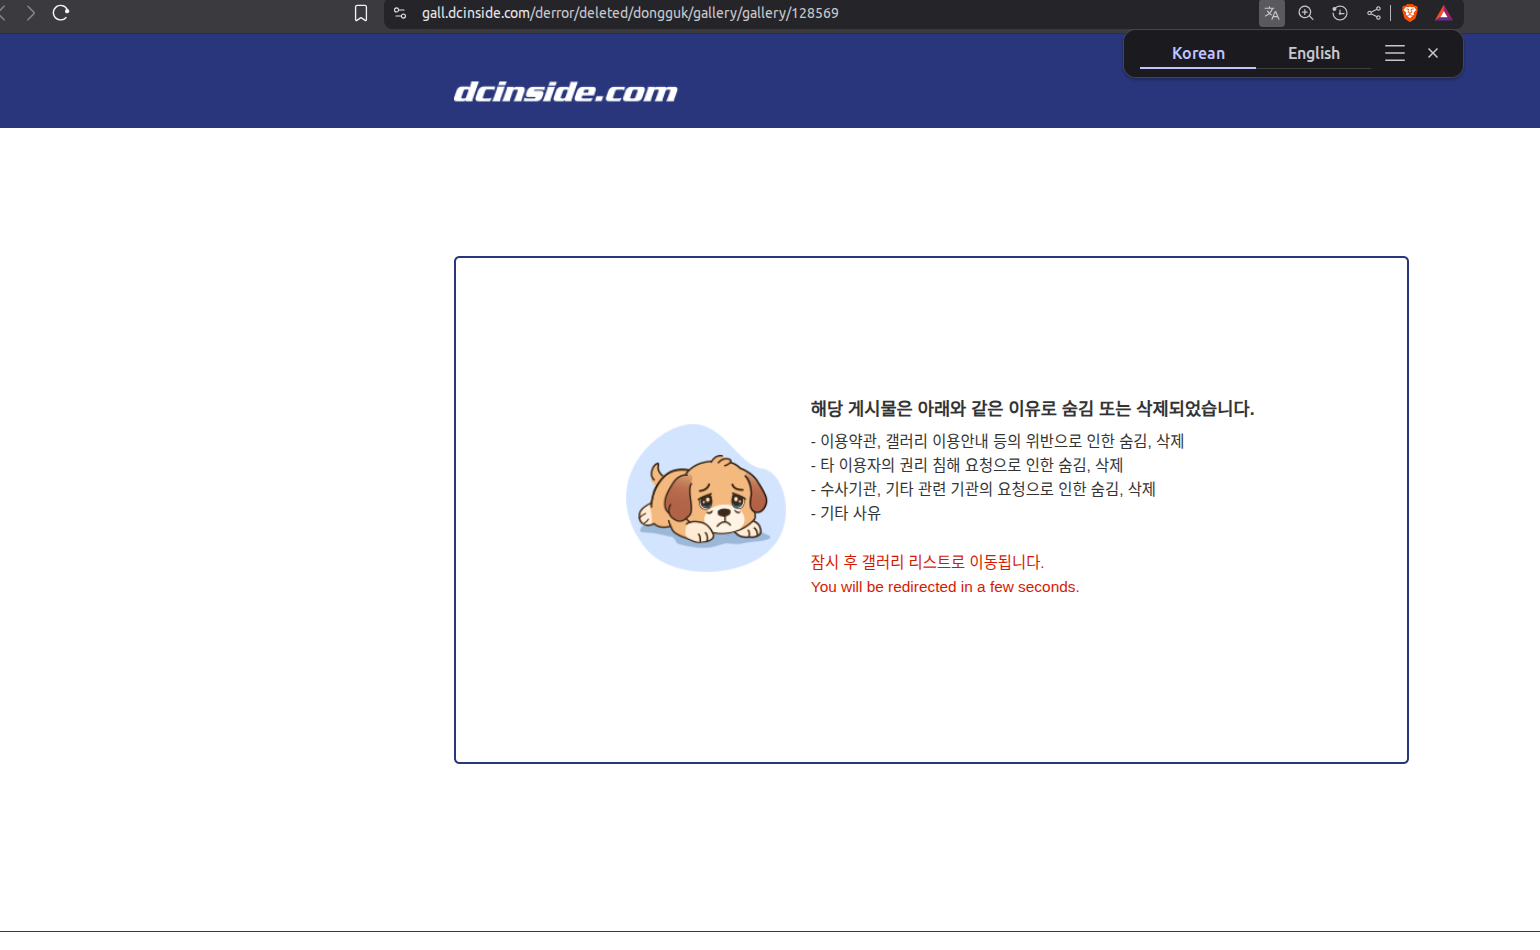 gall.dcinside.com/derror/deleted/dongguk/gallery/gallery/128569
Korean English
dcinside.com
해당 게시물은 아래와 같은 이유로 숨김 또는 삭제되었습니다.
- 이용약관, 갤러리 이용안내 등의 위반으로 인한 숨김, 삭제
- 타 이용자의 권리 침해 요청으로 인한 숨김, 삭제
- 수사기관, 기타 관련 기관의 요청으로 인한 숨김, 삭제
- 기타 사유
잠시 후 갤러리 리스트로 이동됩니다.
You will be redirected in a few seconds.